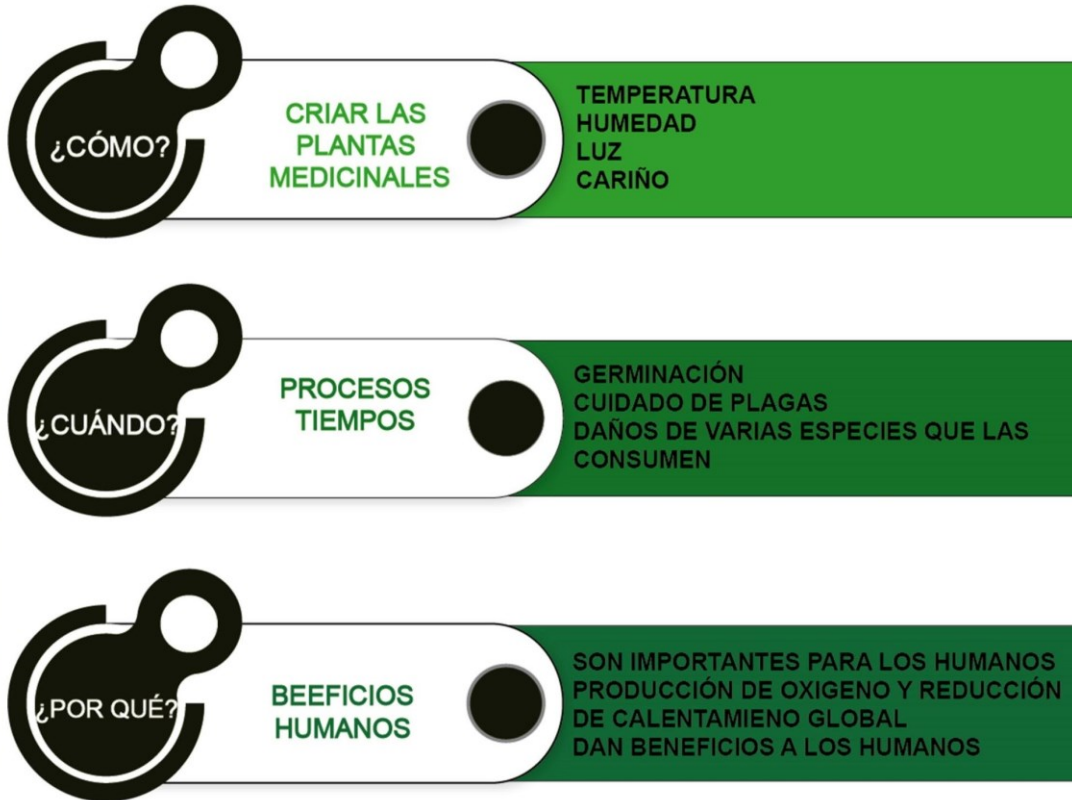 ¿CÓMO?
CRIAR LAS
PLANTAS
MEDICINALES
TEMPERATURA
HUMEDAD
LUZ
CARIÑO
¿CUÁNDO?
PROCESOS
TIEMPOS
GERMINACIÓN
CUIDADO DE PLAGAS
DAÑOS DE VARIAS ESPECIES QUE LAS
CONSUMEN
¿POR QUÉ?
BEEFICIOS
HUMANOS
SON IMPORTANTES PARA LOS HUMANOS
PRODUCCIÓN DE OXIGENO Y REDUCCIÓN
DE CALENTAMIENO GLOBAL
DAN BENEFICIOS A LOS HUMANOS